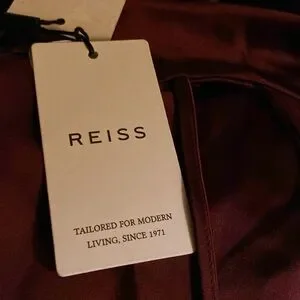 REISS
TAILORED FOR MODERN
LIVING, SINCE 1971